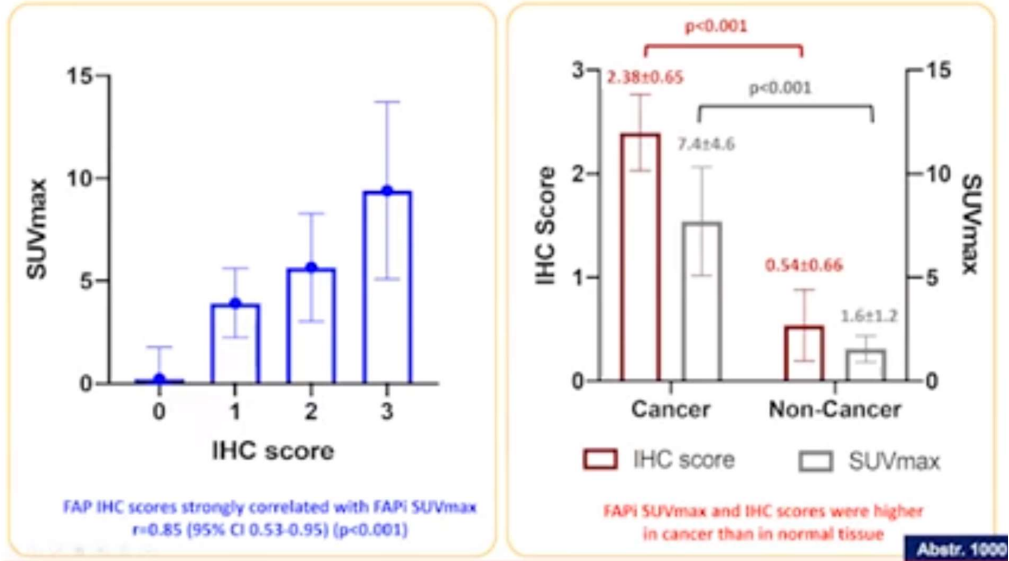 SUVmax
15
10
5
0
0 1 2 3
IHC score
FAP IHC scores strongly correlated with FAPi SUVmax
r=0.85 (95% CI 0.53-0.95) (p<0.001)
p<0.001
p<0.001
IHC Score
3
2
1
0
2.38±0.65
7.4±4.6
0.54±0.66
1.6±1.2
15
10
5
0
SUVmax
Cancer Non-Cancer
IHC score SUVmax
FAPi SUVmax and IHC scores were higher
in cancer than in normal tissue
Abstr. 1000